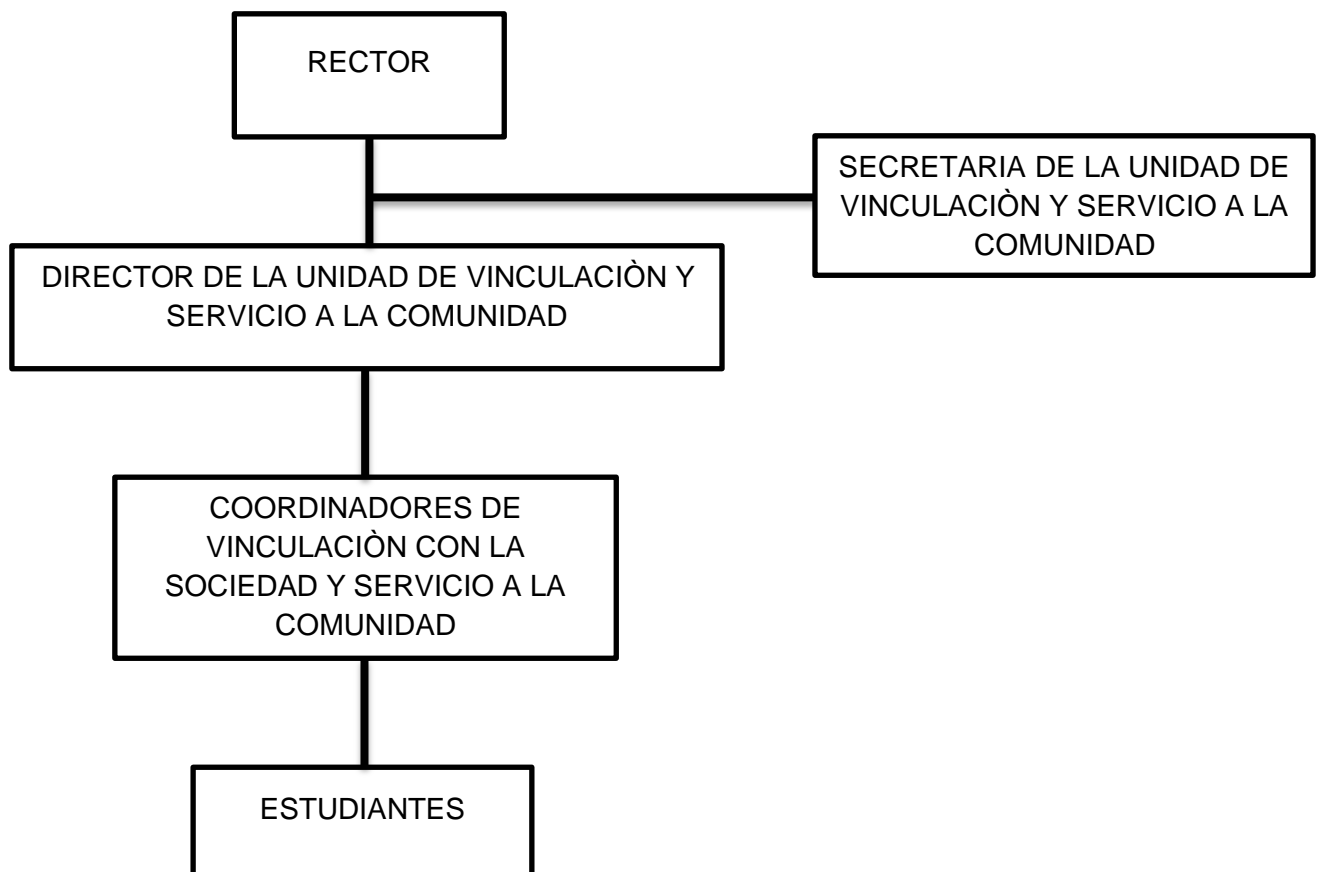 RECTOR
SECRETARIA DE LA UNIDAD DE
VINCULACIÒN Y SERVICIO A LA
COMUNIDAD
DIRECTOR DE LA UNIDAD DE VINCULACIÒN Y
SERVICIO A LA COMUNIDAD
COORDINADORES DE
VINCULACIÒN CON LA
SOCIEDAD Y SERVICIO A LA
COMUNIDAD
ESTUDIANTES